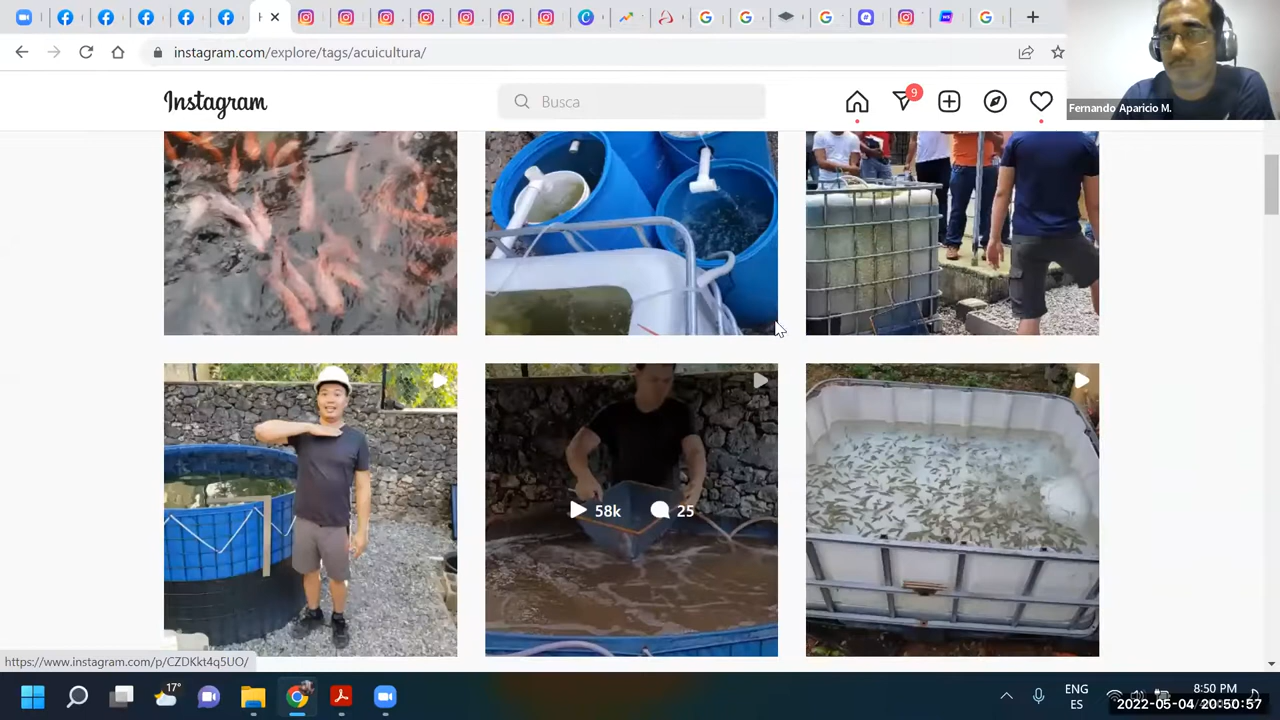 instagram.com/explore/tags/acuicultura/
Fernando Aparicio M.
Instagram
Busca
9
58k
25
https://www.instagram.com/p/CZDKkt4q5UO/
17°
ENG
ES
8:50 PM
2022-05-04 20:50:57